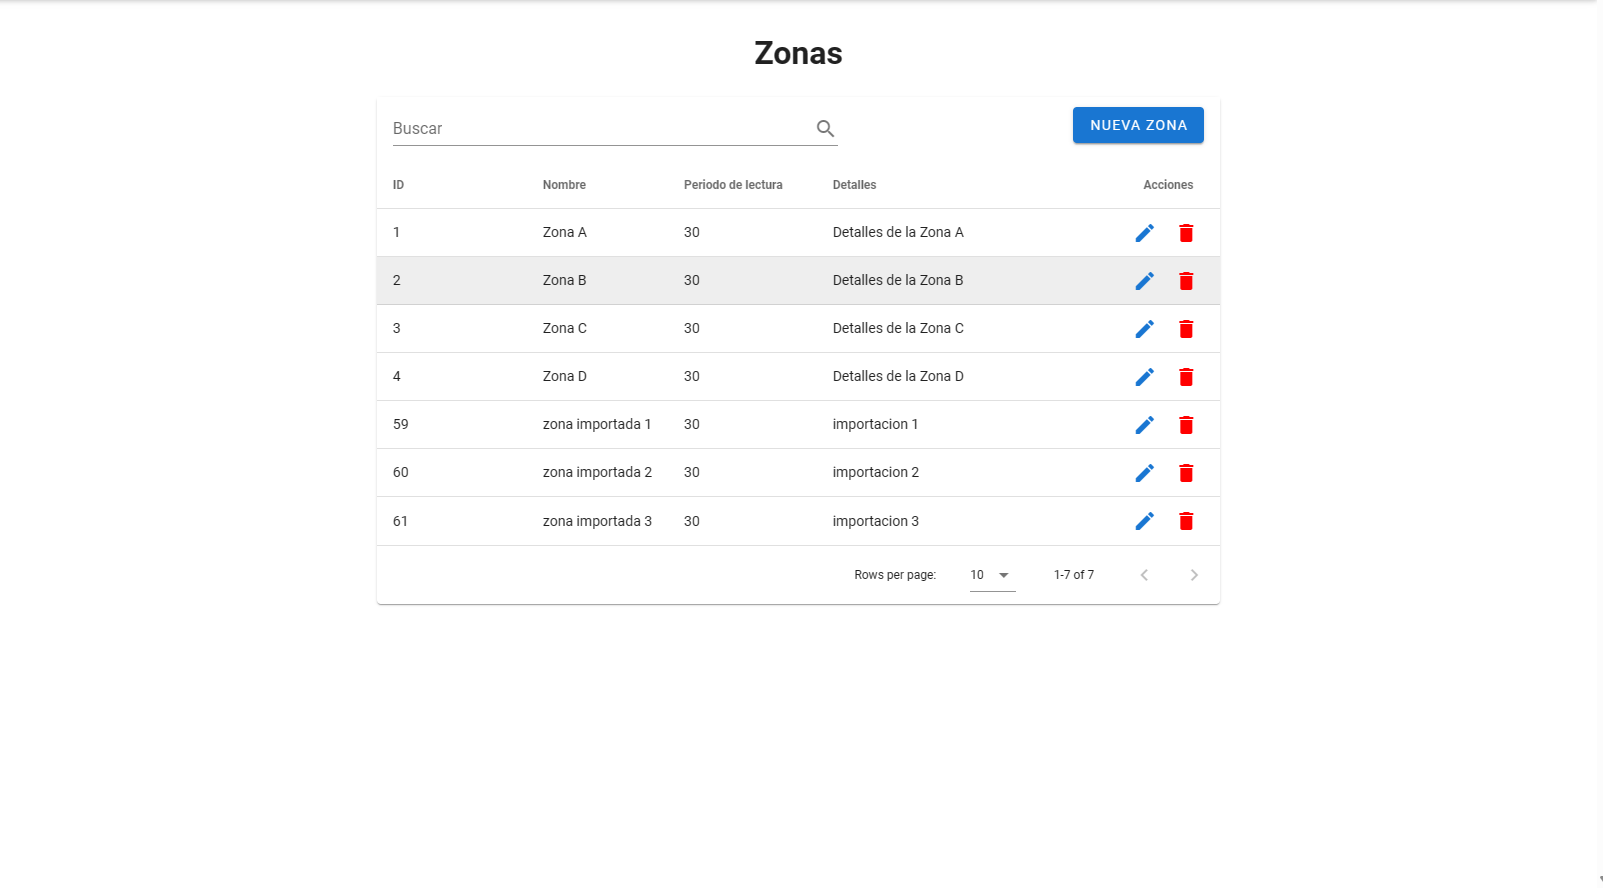 Zonas
Buscar
NUEVA ZONA
ID Nombre Periodo de lectura Detalles Acciones
1 Zona A 30 Detalles de la Zona A
2 Zona B 30 Detalles de la Zona B
3 Zona C 30 Detalles de la Zona C
4 Zona D 30 Detalles de la Zona D
59 zona importada 1 30 importacion 1
60 zona importada 2 30 importacion 2
61 zona importada 3 30 importacion 3
Rows per page: 10 1-7 of 7